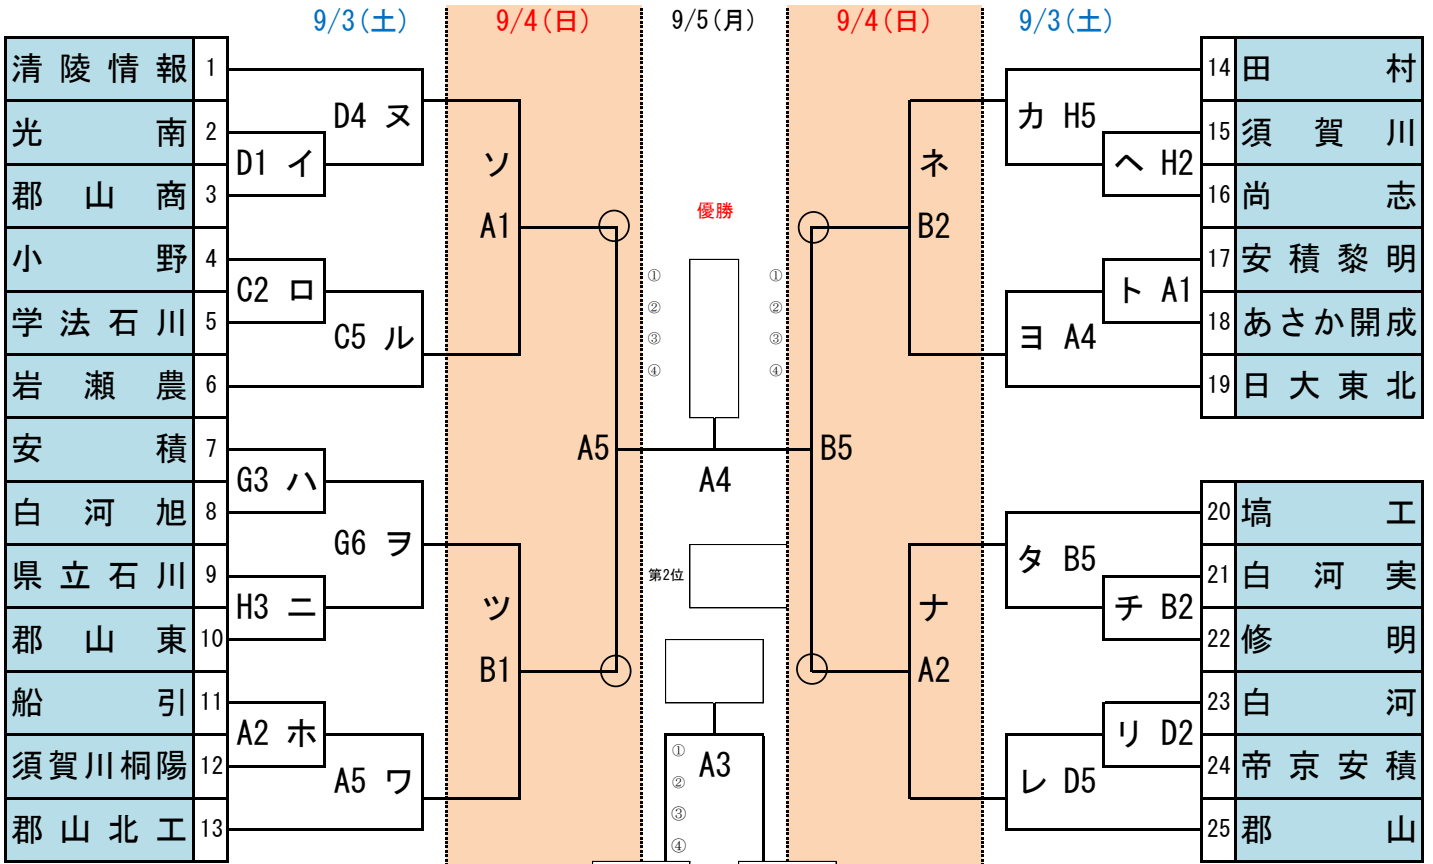 9/3(土) 9/4(日) 9/5(月) 9/4(日) 9/3(土)
清陵情報 1
光南 2
郡山商 3
小野 4
学法石川 5
岩瀬農 6
安積 7
白河旭 8
県立石川 9
郡山東 10
船引 11
須賀川桐陽 12
郡山北工 13
D1 イ
C2 ロ
G3 ハ
H3 ニ
A2 ホ
D4 ヌ
C5 ル
G6 ヲ
A5 ワ
ソ
A1
ツ
B1
A5
優勝
① ①
② ②
③ ③
④ ④
A4
第2位
A3
①
②
③
④
B5
ネ
B2
ナ
A2
カ H5
ヨ A4
タ B5
レ D5
ヘ H2
ト A1
チ B2
リ D2
14 田村
15 須賀川
16 尚志
17 安積黎明
18 あさか開成
19 日大東北
20 塙工
21 白河実
22 修明
23 白河
24 帝京安積
25 郡山